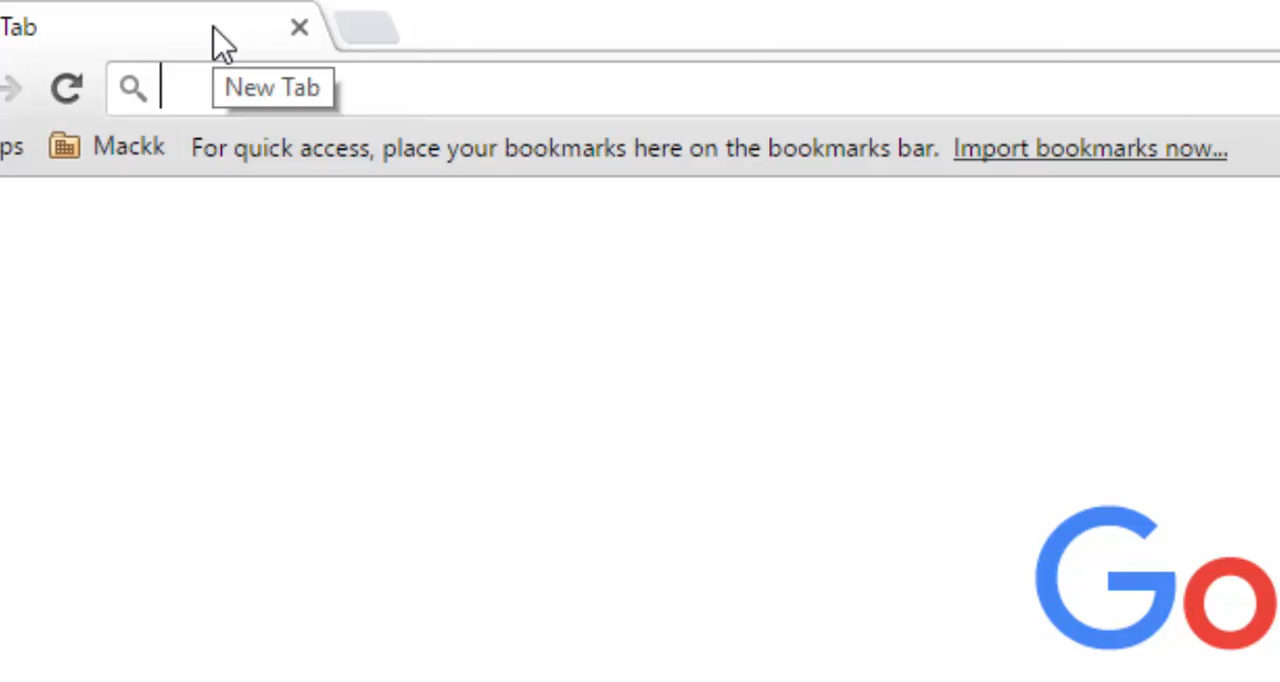 Tab
New Tab
ps Mackk For quick access, place your bookmarks here on the bookmarks bar. Import bookmarks now...
Go